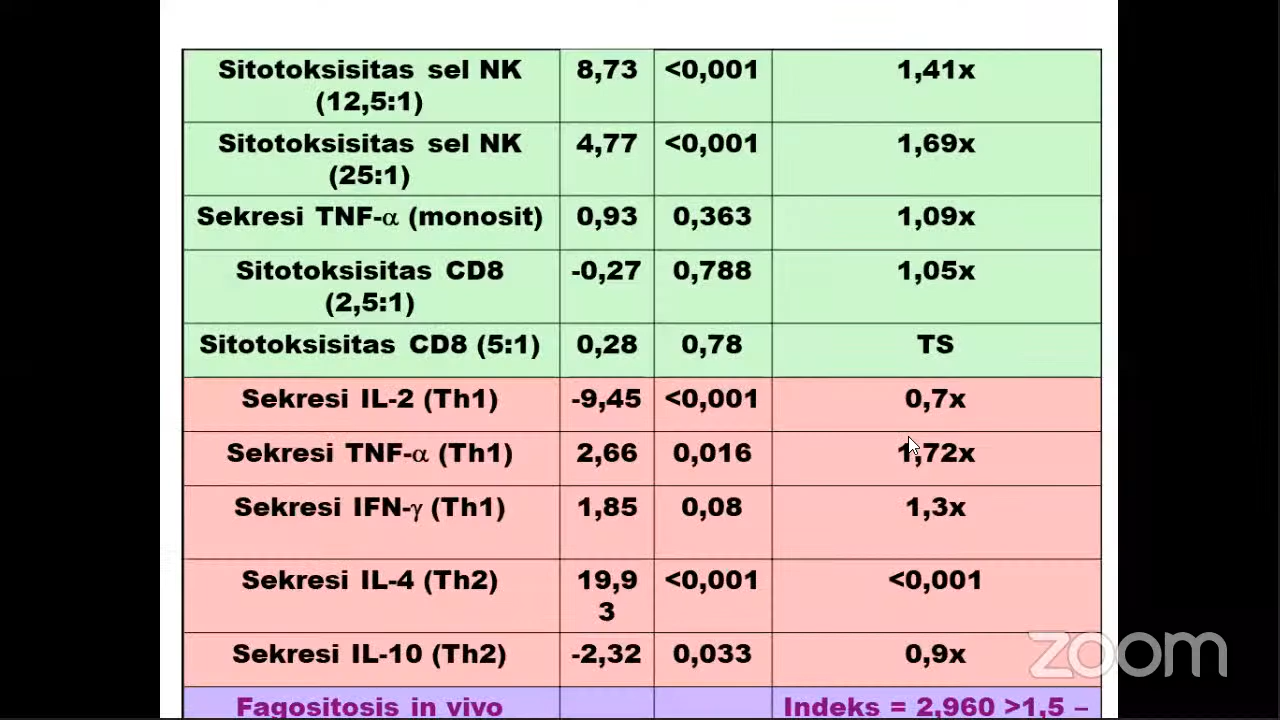 Sitotoksisitas sel NK 8,73 <0,001 1,41x
(12,5:1)
Sitotoksisitas sel NK 4,77 <0,001 1,69x
(25:1)
Sekresi TNF-α (monosit) 0,93 0,363 1,09x
Sitotoksisitas CD8 -0,27 0,788 1,05x
(2,5:1)
Sitotoksisitas CD8 (5:1) 0,28 0,78 TS
Sekresi IL-2 (Th1) -9,45 <0,001 0,7x
Sekresi TNF-α (Th1) 2,66 0,016 1,72x
Sekresi IFN-γ (Th1) 1,85 0,08 1,3x
Sekresi IL-4 (Th2) 19,9 <0,001 <0,001
3
Sekresi IL-10 (Th2) -2,32 0,033 0,9x
Fagositosis in vivo Indeks = 2,960 >1,5 –
zoom